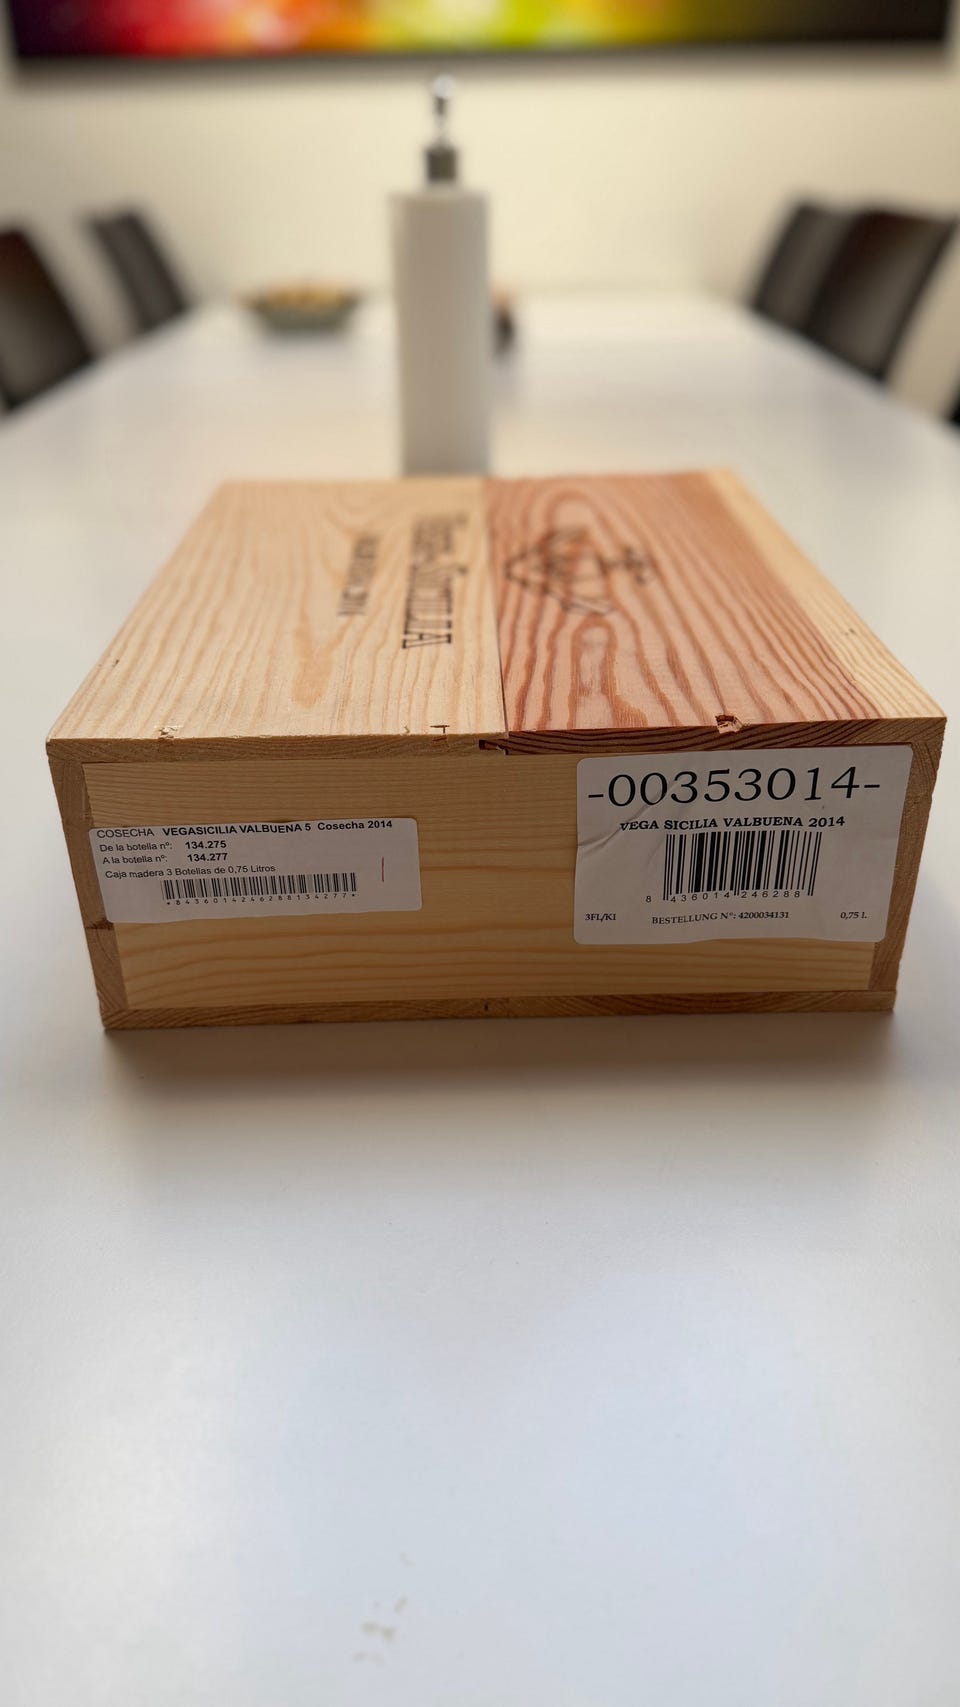 VEGA-SICILIA
COSECHA VEGASICILIA VALBUENA 5 Cosecha 2014
De la botella nº: 134.275
A la botella nº: 134.277
Caja madera 3 Botellas de 0,75 Litros
*8436014246288134277*
-00353014-
VEGA SICILIA VALBUENA 2014
8 436014 246288
3FL/KI BESTELLUNG Nº: 4200034131 0,75 l.